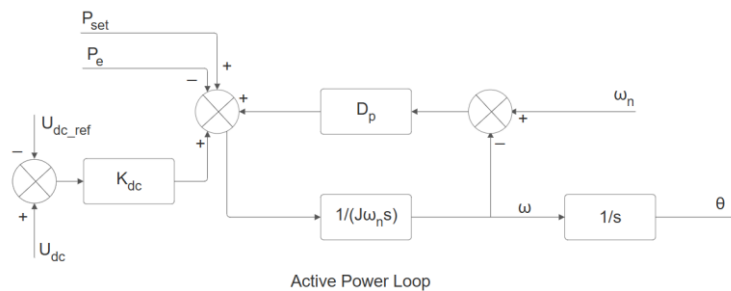 P_set
P_e
+
−
+
D_p
+
−
ω_n
U_dc_ref
−
K_dc
+
+
U_dc
1/(Jω_ns)
ω
1/s
θ
Active Power Loop